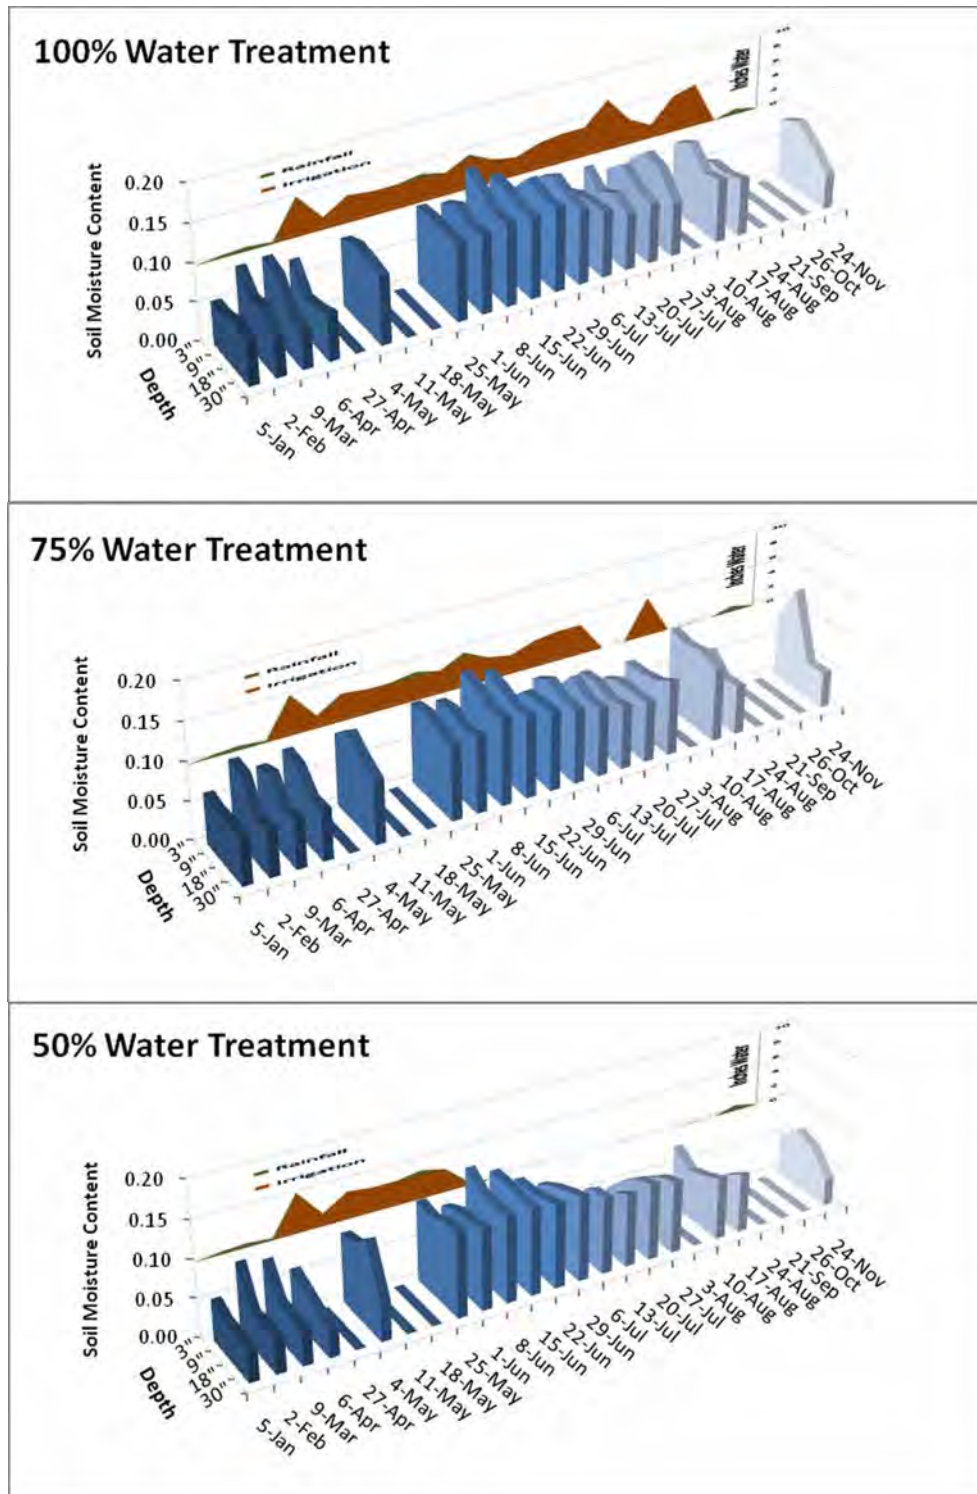 100% Water Treatment
Inches Water
Rainfall
Irrigation
Soil Moisture Content
0.20
0.15
0.10
0.05
0.00
3"
9"
18"
30"
Depth
5-Jan
2-Feb
9-Mar
6-Apr
27-Apr
4-May
11-May
18-May
25-May
1-Jun
8-Jun
15-Jun
22-Jun
29-Jun
6-Jul
13-Jul
20-Jul
27-Jul
3-Aug
10-Aug
17-Aug
24-Aug
21-Sep
26-Oct
24-Nov
75% Water Treatment
Inches Water
Rainfall
Irrigation
Soil Moisture Content
0.20
0.15
0.10
0.05
0.00
3"
9"
18"
30"
Depth
5-Jan
2-Feb
9-Mar
6-Apr
27-Apr
4-May
11-May
18-May
25-May
1-Jun
8-Jun
15-Jun
22-Jun
29-Jun
6-Jul
13-Jul
20-Jul
27-Jul
3-Aug
10-Aug
17-Aug
24-Aug
21-Sep
26-Oct
24-Nov
50% Water Treatment
Inches Water
Rainfall
Irrigation
Soil Moisture Content
0.20
0.15
0.10
0.05
0.00
3"
9"
18"
30"
Depth
5-Jan
2-Feb
9-Mar
6-Apr
27-Apr
4-May
11-May
18-May
25-May
1-Jun
8-Jun
15-Jun
22-Jun
29-Jun
6-Jul
13-Jul
20-Jul
27-Jul
3-Aug
10-Aug
17-Aug
24-Aug
21-Sep
26-Oct
24-Nov